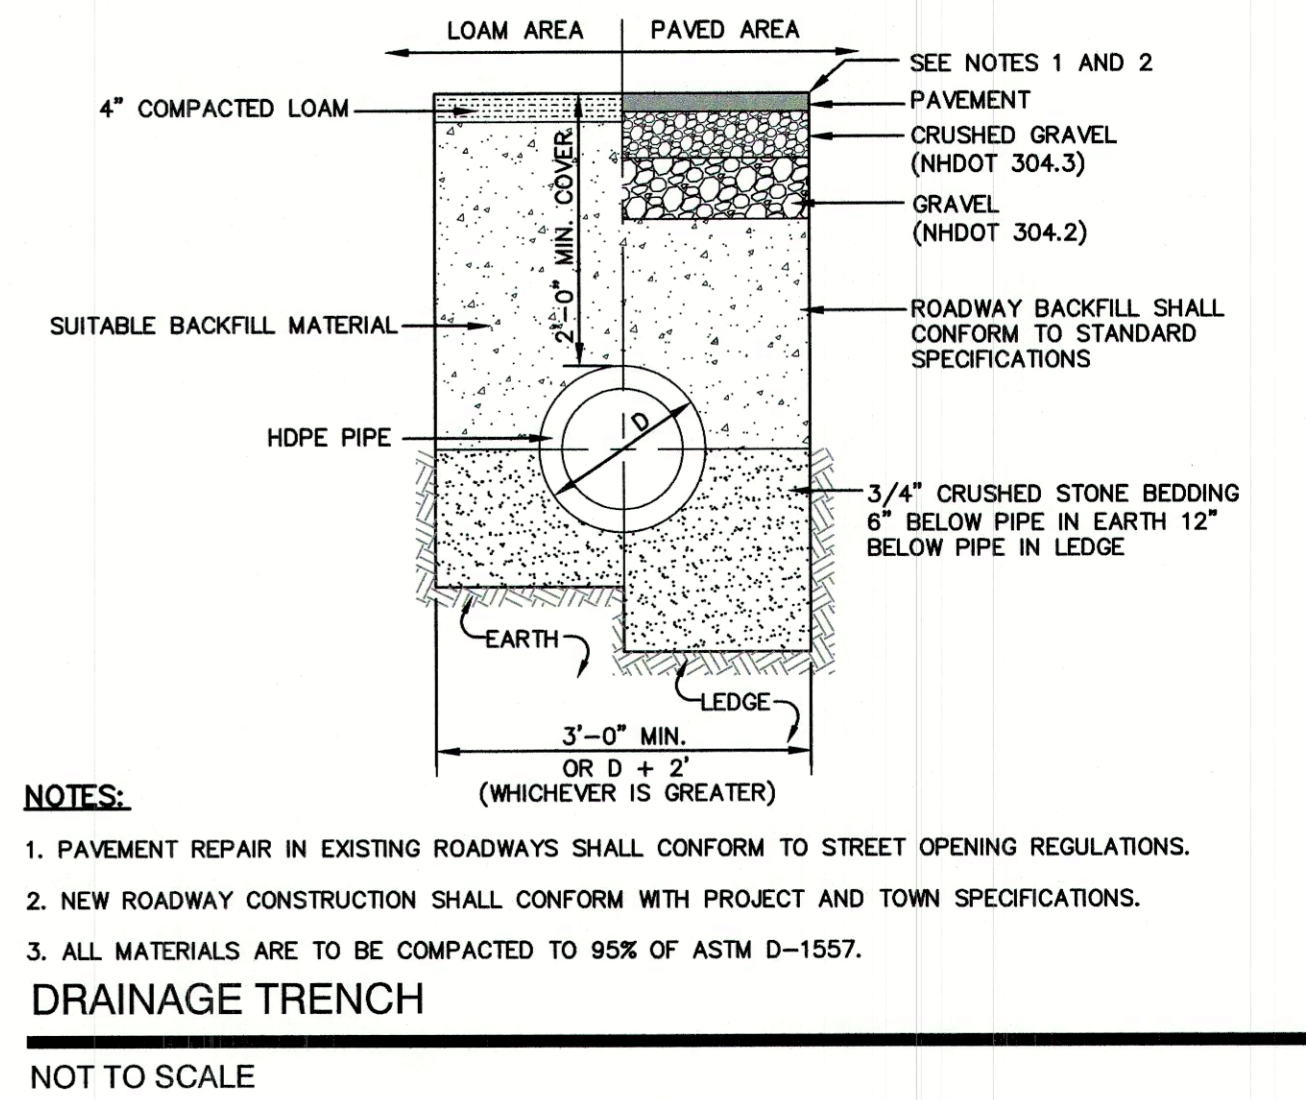 LOAM AREA
PAVED AREA
SEE NOTES 1 AND 2
4" COMPACTED LOAM
PAVEMENT
CRUSHED GRAVEL
(NHDOT 304.3)
2'-0" MIN. COVER
GRAVEL
(NHDOT 304.2)
SUITABLE BACKFILL MATERIAL
ROADWAY BACKFILL SHALL
CONFORM TO STANDARD
SPECIFICATIONS
D
HDPE PIPE
3/4" CRUSHED STONE BEDDING
6" BELOW PIPE IN EARTH 12"
BELOW PIPE IN LEDGE
EARTH
LEDGE
3'-0" MIN.
OR D + 2'
(WHICHEVER IS GREATER)
NOTES:
1. PAVEMENT REPAIR IN EXISTING ROADWAYS SHALL CONFORM TO STREET OPENING REGULATIONS.
2. NEW ROADWAY CONSTRUCTION SHALL CONFORM WITH PROJECT AND TOWN SPECIFICATIONS.
3. ALL MATERIALS ARE TO BE COMPACTED TO 95% OF ASTM D-1557.
DRAINAGE TRENCH
NOT TO SCALE